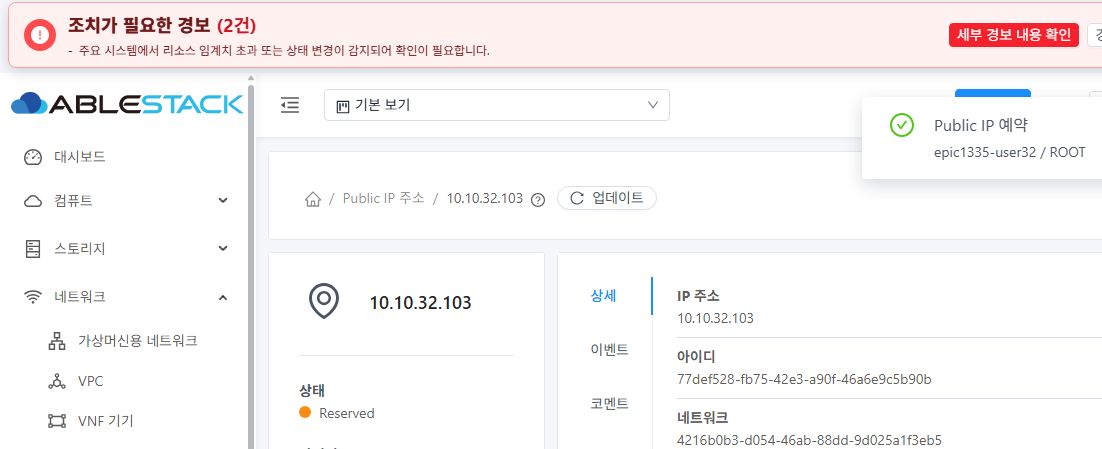 조치가 필요한 경보 (2건)
- 주요 시스템에서 리소스 임계치 초과 또는 상태 변경이 감지되어 확인이 필요합니다.
세부 경보 내용 확인
ABLESTACK
기본 보기
Public IP 예약
epic1335-user32 / ROOT
대시보드
컴퓨트
스토리지
네트워크
가상머신용 네트워크
VPC
VNF 기기
/ Public IP 주소 / 10.10.32.103
업데이트
10.10.32.103
상태
Reserved
상세
이벤트
코멘트
IP 주소
10.10.32.103
아이디
77def528-fb75-42e3-a90f-46a6e9c5b90b
네트워크
4216b0b3-d054-46ab-88dd-9d025a1f3eb5